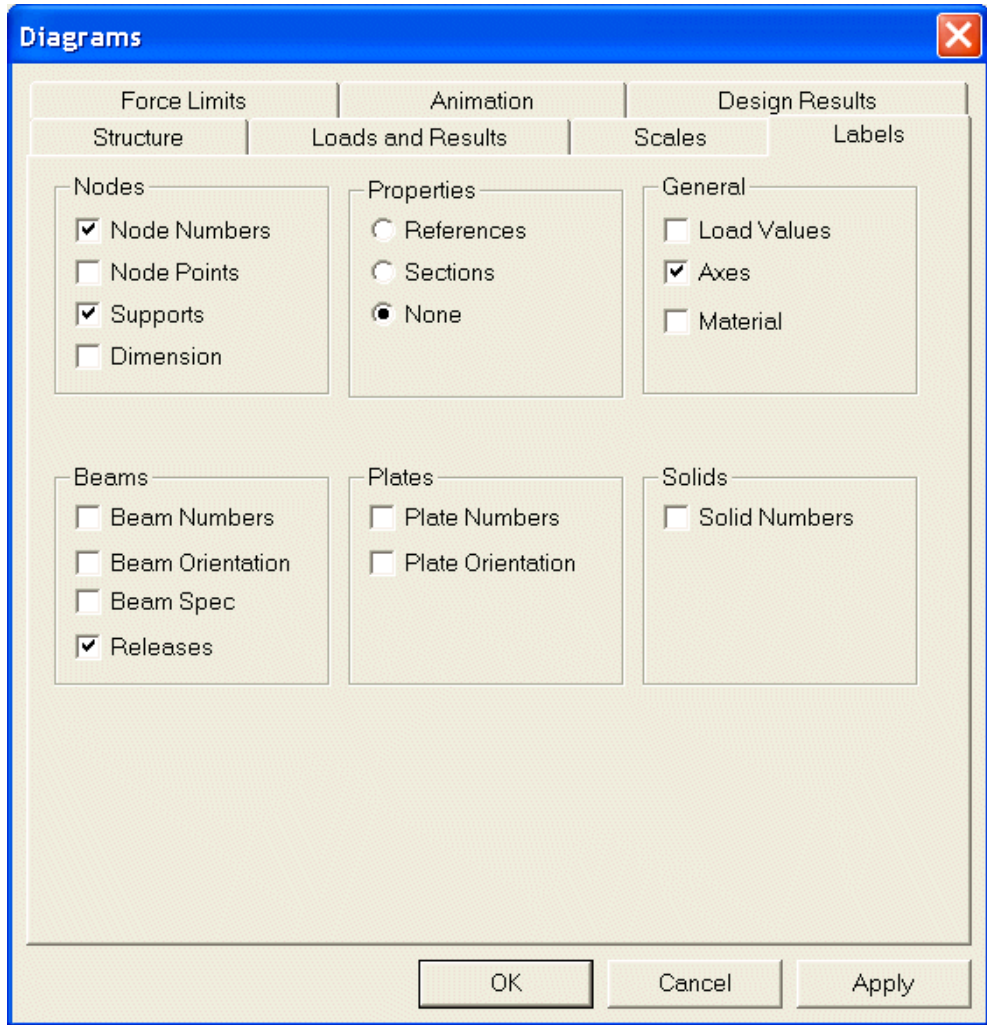 Diagrams
Force Limits
Animation
Design Results
Structure
Loads and Results
Scales
Labels
Nodes
Node Numbers
Node Points
Supports
Dimension
Properties
References
Sections
None
General
Load Values
Axes
Material
Beams
Beam Numbers
Beam Orientation
Beam Spec
Releases
Plates
Plate Numbers
Plate Orientation
Solids
Solid Numbers
OK
Cancel
Apply